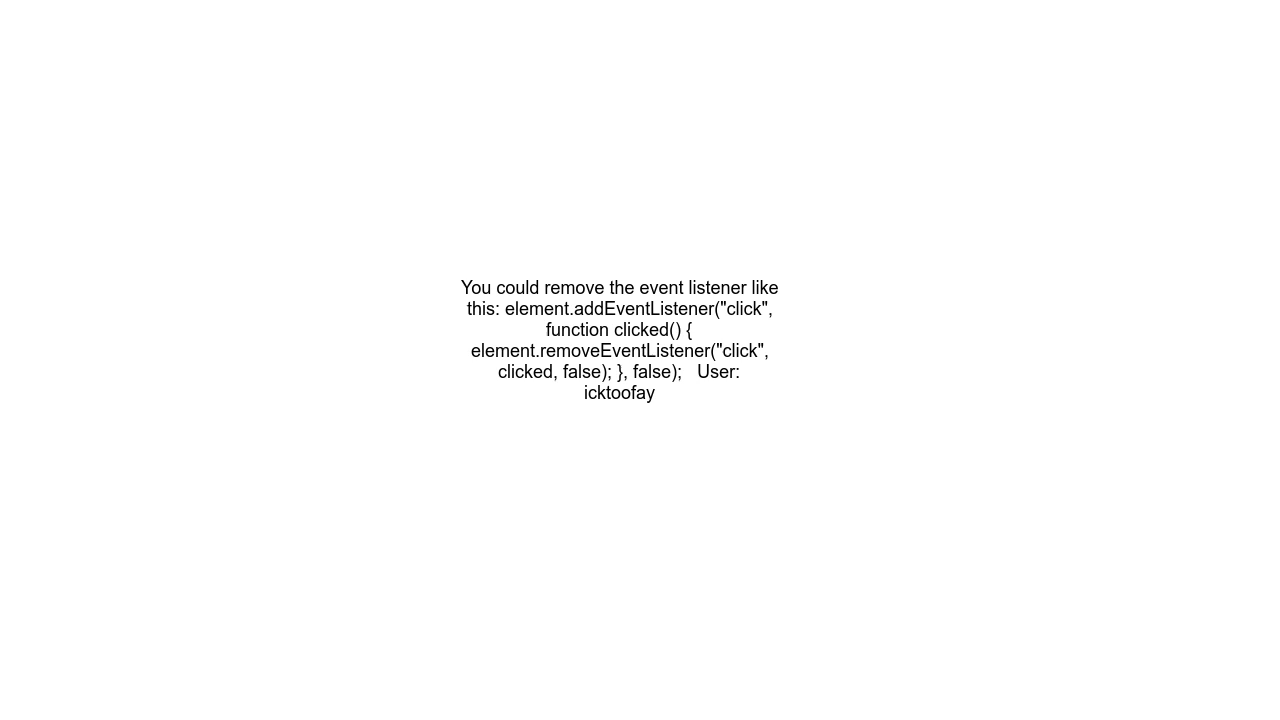 You could remove the event listener like
this: element.addEventListener("click",
function clicked() {
element.removeEventListener("click",
clicked, false); }, false);   User:
icktoofay